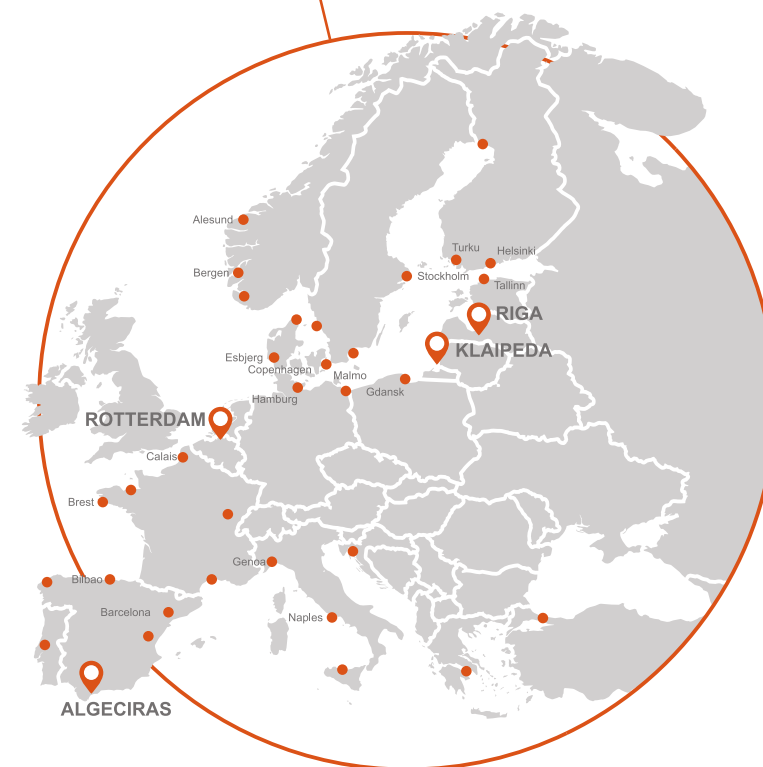 Alesund
Turku
Helsinki
Bergen
Stockholm
Tallinn
RIGA
KLAIPEDA
Esbjerg
Copenhagen
Malmo
Gdansk
Hamburg
ROTTERDAM
Calais
Brest
Genoa
Bilbao
Barcelona
Naples
ALGECIRAS